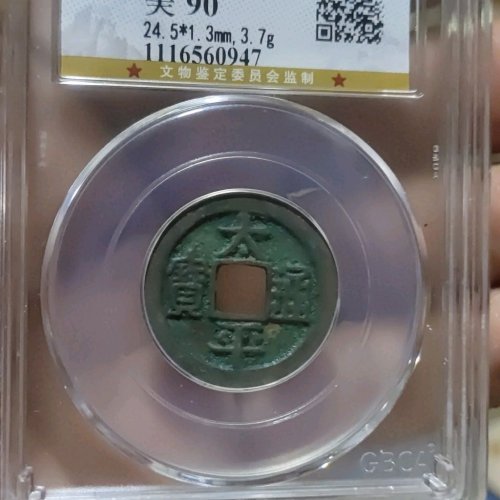 美 90
24.5*1.3mm,3.7g
1116560947
文物鉴定委员会监制
太
平
通
寳